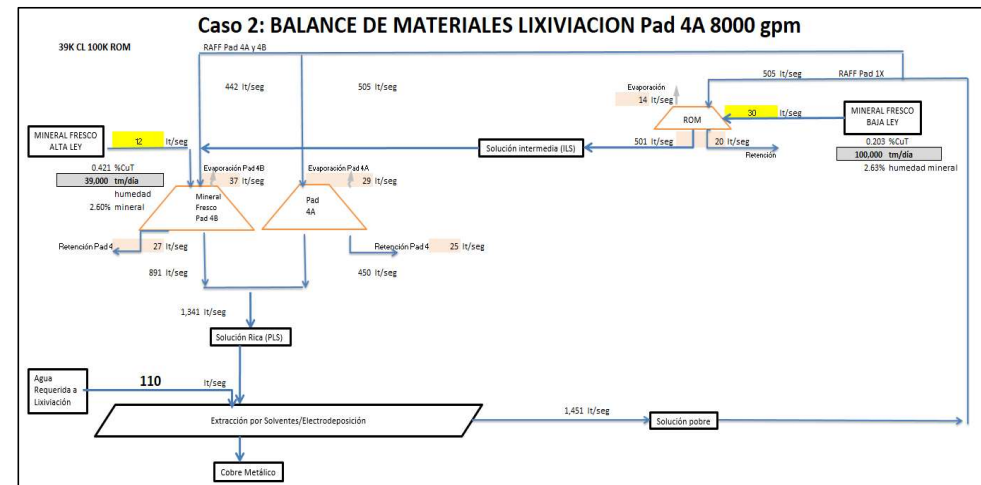 Caso 2: BALANCE DE MATERIALES LIXIVIACION Pad 4A 8000 gpm
39K CL 100K ROM
RAFF Pad 4A y 4B
442 lt/seg
505 lt/seg
505 lt/seg
RAFF Pad 1X
Evaporación
14 lt/seg
ROM
30
lt/seg
MINERAL FRESCO
BAJA LEY
0.203 %CuT
100,000 tm/día
2.63% humedad mineral
501 lt/seg
20 lt/seg
Retención
Solución intermedia (ILS)
MINERAL FRESCO
ALTA LEY
12 lt/seg
0.421 %CuT
39,000 tm/día
humedad
2.60% mineral
Evaporación Pad 4B
37 lt/seg
Evaporación Pad 4A
29 lt/seg
Mineral
Fresco
Pad 4B
Pad
4A
Retención Pad 4 27 lt/seg
Retención Pad 4 25 lt/seg
891 lt/seg
450 lt/seg
1,341 lt/seg
Solución Rica (PLS)
Agua
Requerida a
Lixiviación
110 lt/seg
Extracción por Solventes/Electrodeposición
1,451 lt/seg
Solución pobre
Cobre Metálico